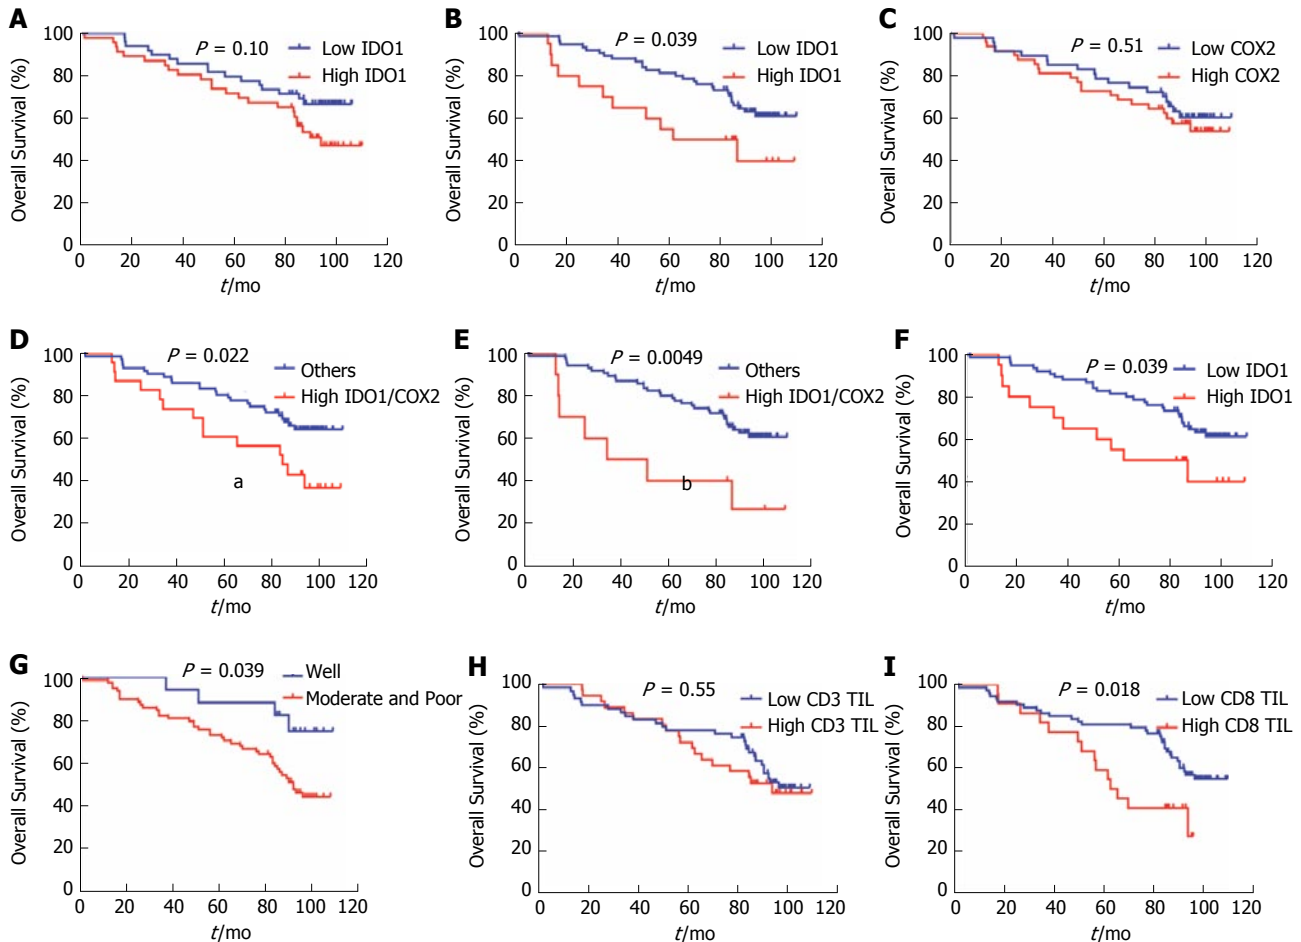 A
P = 0.10
Low IDO1
High IDO1
Overall Survival (%)
100
80
60
40
20
0
0 20 40 60 80 100 120
t/mo
B
P = 0.039
Low IDO1
High IDO1
Overall Survival (%)
100
80
60
40
20
0
0 20 40 60 80 100 120
t/mo
C
P = 0.51
Low COX2
High COX2
Overall Survival (%)
100
80
60
40
20
0
0 20 40 60 80 100 120
t/mo
D
P = 0.022
Others
High IDO1/COX2
a
Overall Survival (%)
100
80
60
40
20
0
0 20 40 60 80 100 120
t/mo
E
P = 0.0049
Others
High IDO1/COX2
b
Overall Survival (%)
100
80
60
40
20
0
0 20 40 60 80 100 120
t/mo
F
P = 0.039
Low IDO1
High IDO1
Overall Survival (%)
100
80
60
40
20
0
0 20 40 60 80 100 120
t/mo
G
P = 0.039
Well
Moderate and Poor
Overall Survival (%)
100
80
60
40
20
0
0 20 40 60 80 100 120
t/mo
H
P = 0.55
Low CD3 TIL
High CD3 TIL
Overall Survival (%)
100
80
60
40
20
0
0 20 40 60 80 100 120
t/mo
I
P = 0.018
Low CD8 TIL
High CD8 TIL
Overall Survival (%)
100
80
60
40
20
0
0 20 40 60 80 100 120
t/mo